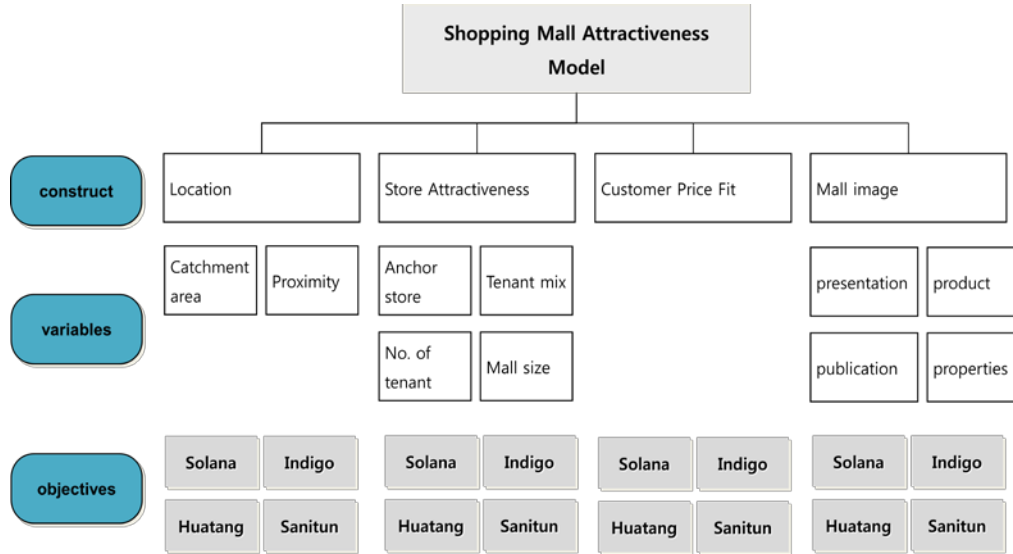 Shopping Mall Attractiveness
Model
construct
Location
Store Attractiveness
Customer Price Fit
Mall image
variables
Catchment
area
Proximity
Anchor
store
Tenant mix
presentation
product
No. of
tenant
Mall size
publication
properties
objectives
Solana
Indigo
Solana
Indigo
Solana
Indigo
Solana
Indigo
Huatang
Sanitun
Huatang
Sanitun
Huatang
Sanitun
Huatang
Sanitun